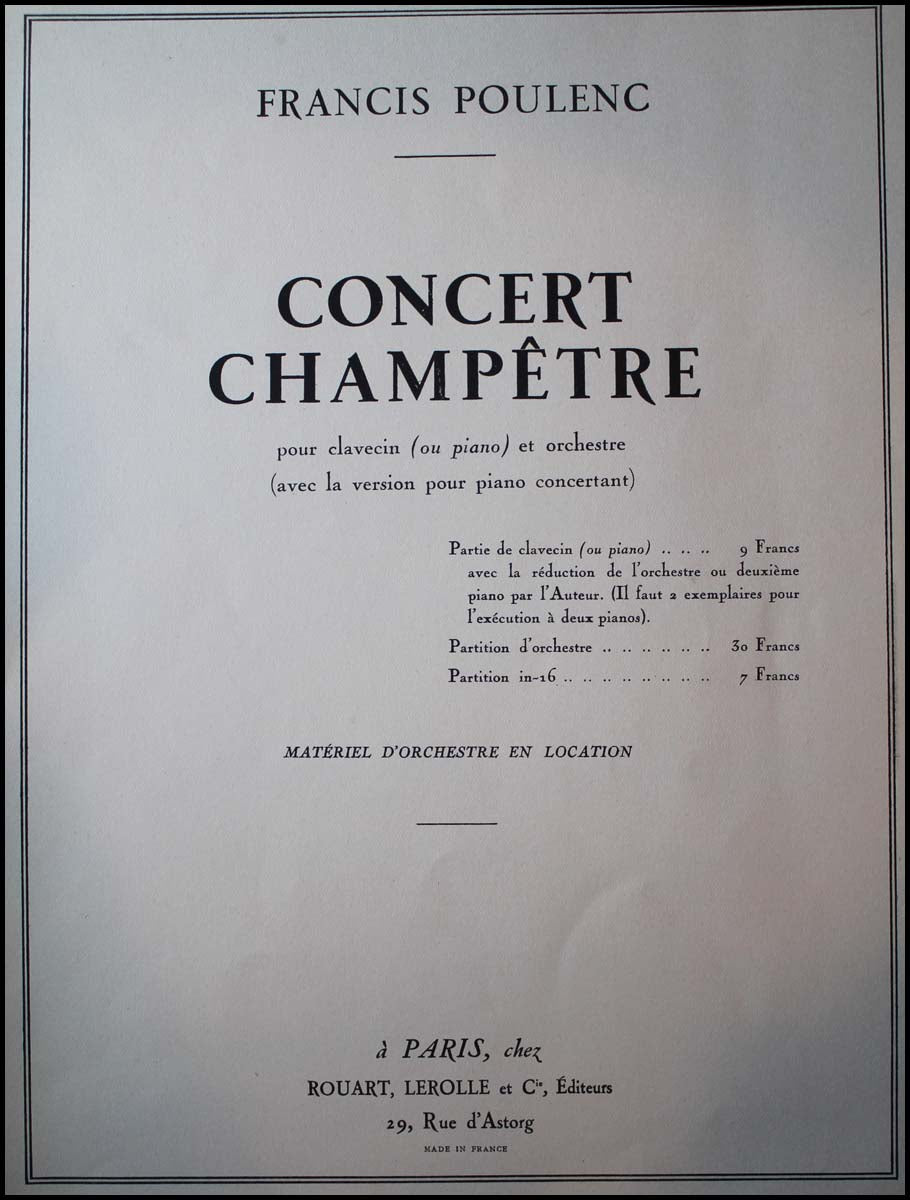 FRANCIS POULENC
CONCERT
CHAMPÊTRE
pour clavecin (ou piano) et orchestre
(avec la version pour piano concertant)
Partie de clavecin (ou piano) .. .. .. 9 Francs
avec la réduction de l'orchestre ou deuxième
piano par l'Auteur. (Il faut 2 exemplaires pour
l'exécution à deux pianos).
Partition d'orchestre .. .. .. .. .. .. .. 30 Francs
Partition in-16 .. .. .. .. .. .. .. .. .. 7 Francs
MATÉRIEL D'ORCHESTRE EN LOCATION
à PARIS, chez
ROUART, LEROLLE et Cie, Éditeurs
29, Rue d'Astorg
MADE IN FRANCE